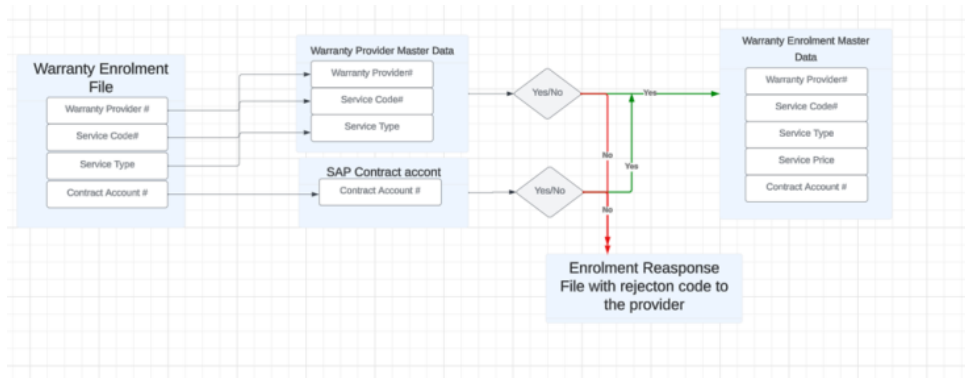 Warranty Enrolment
File
Warranty Provider #
Service Code#
Service Type
Contract Account #
Warranty Provider Master Data
Warranty Provider#
Service Code#
Service Type
SAP Contract accont
Contract Account #
Yes/No
Yes/No
Yes
No
Yes
No
Warranty Enrolment Master
Data
Warranty Provider#
Service Code#
Service Type
Service Price
Contract Account #
Enrolment Reasponse
File with rejecton code to
the provider